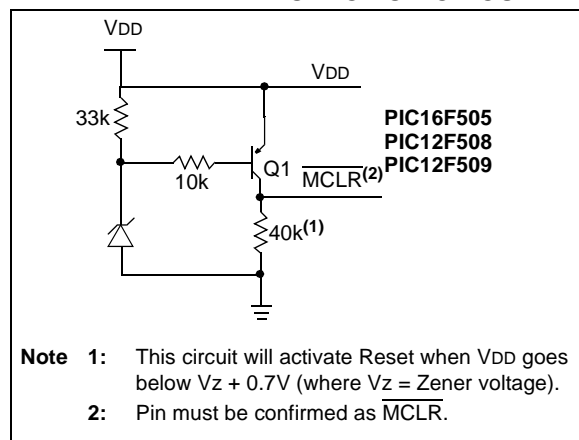 VDD
VDD
33k
PIC16F505
PIC12F508
PIC12F509
Q1
MCLR(2)
10k
40k(1)
Note 1: This circuit will activate Reset when VDD goes
below Vz + 0.7V (where Vz = Zener voltage).
2: Pin must be confirmed as MCLR.